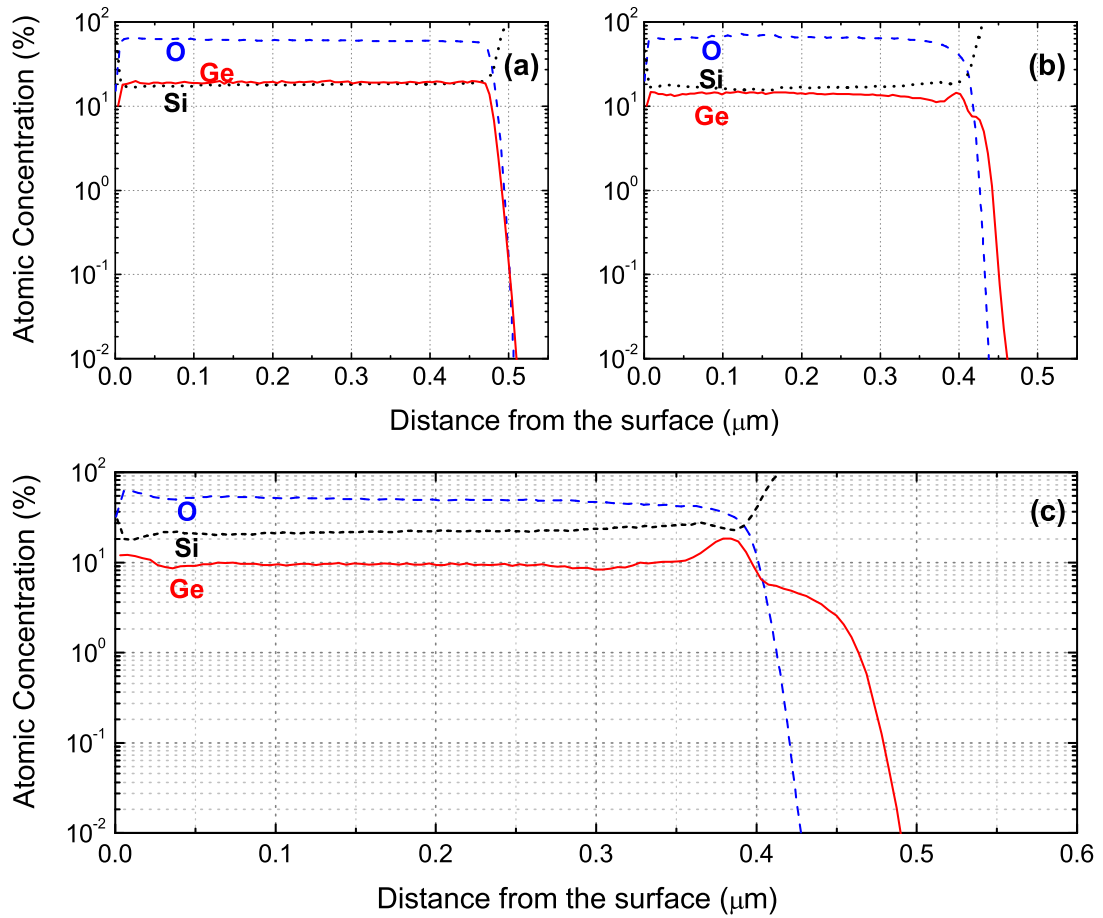 Atomic Concentration (%)
10²
10¹
10⁰
10⁻¹
10⁻²
O
Ge
Si
(a)
0.0 0.1 0.2 0.3 0.4 0.5
10²
10¹
10⁰
10⁻¹
10⁻²
O
Si
Ge
(b)
0.0 0.1 0.2 0.3 0.4 0.5
Distance from the surface (μm)
Atomic Concentration (%)
10²
10¹
10⁰
10⁻¹
10⁻²
O
Si
Ge
(c)
0.0 0.1 0.2 0.3 0.4 0.5 0.6
Distance from the surface (μm)